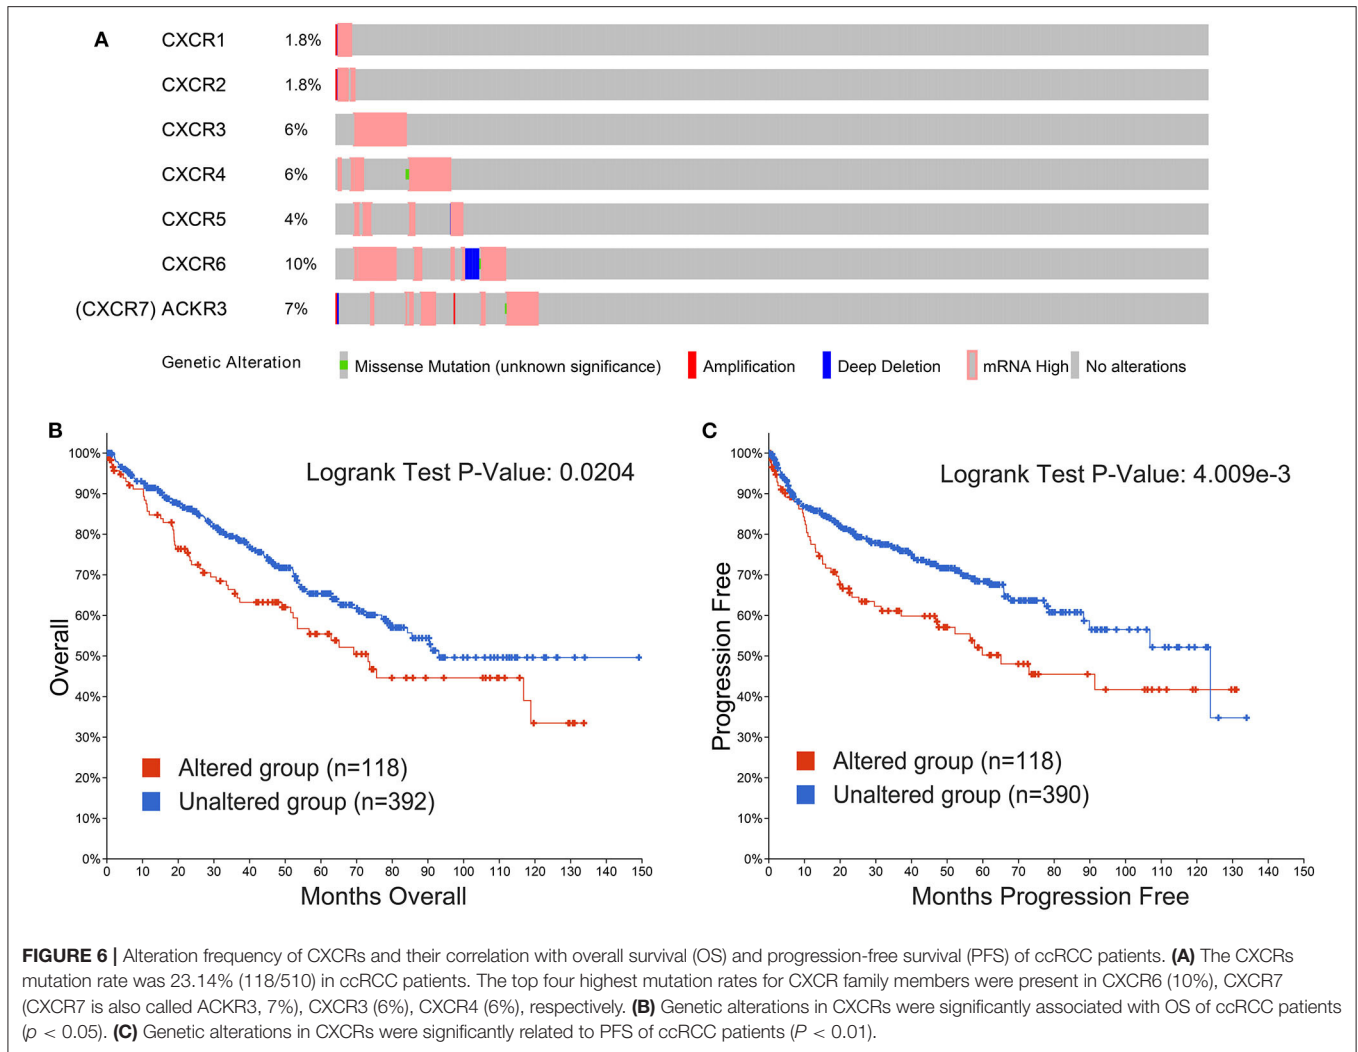 A
CXCR1 1.8%
CXCR2 1.8%
CXCR3 6%
CXCR4 6%
CXCR5 4%
CXCR6 10%
(CXCR7) ACKR3 7%
Genetic Alteration Missense Mutation (unknown significance) Amplification Deep Deletion mRNA High No alterations
B
Logrank Test P-Value: 0.0204
100%
90%
80%
70%
60%
50%
40%
30%
20%
10%
0%
Overall
Altered group (n=118)
Unaltered group (n=392)
0 10 20 30 40 50 60 70 80 90 100 110 120 130 140 150
Months Overall
C
Logrank Test P-Value: 4.009e-3
100%
90%
80%
70%
60%
50%
40%
30%
20%
10%
0%
Progression Free
Altered group (n=118)
Unaltered group (n=390)
0 10 20 30 40 50 60 70 80 90 100 110 120 130 140 150
Months Progression Free
FIGURE 6 | Alteration frequency of CXCRs and their correlation with overall survival (OS) and progression-free survival (PFS) of ccRCC patients. (A) The CXCRs
mutation rate was 23.14% (118/510) in ccRCC patients. The top four highest mutation rates for CXCR family members were present in CXCR6 (10%), CXCR7
(CXCR7 is also called ACKR3, 7%), CXCR3 (6%), CXCR4 (6%), respectively. (B) Genetic alterations in CXCRs were significantly associated with OS of ccRCC patients
(p < 0.05). (C) Genetic alterations in CXCRs were significantly related to PFS of ccRCC patients (P < 0.01).